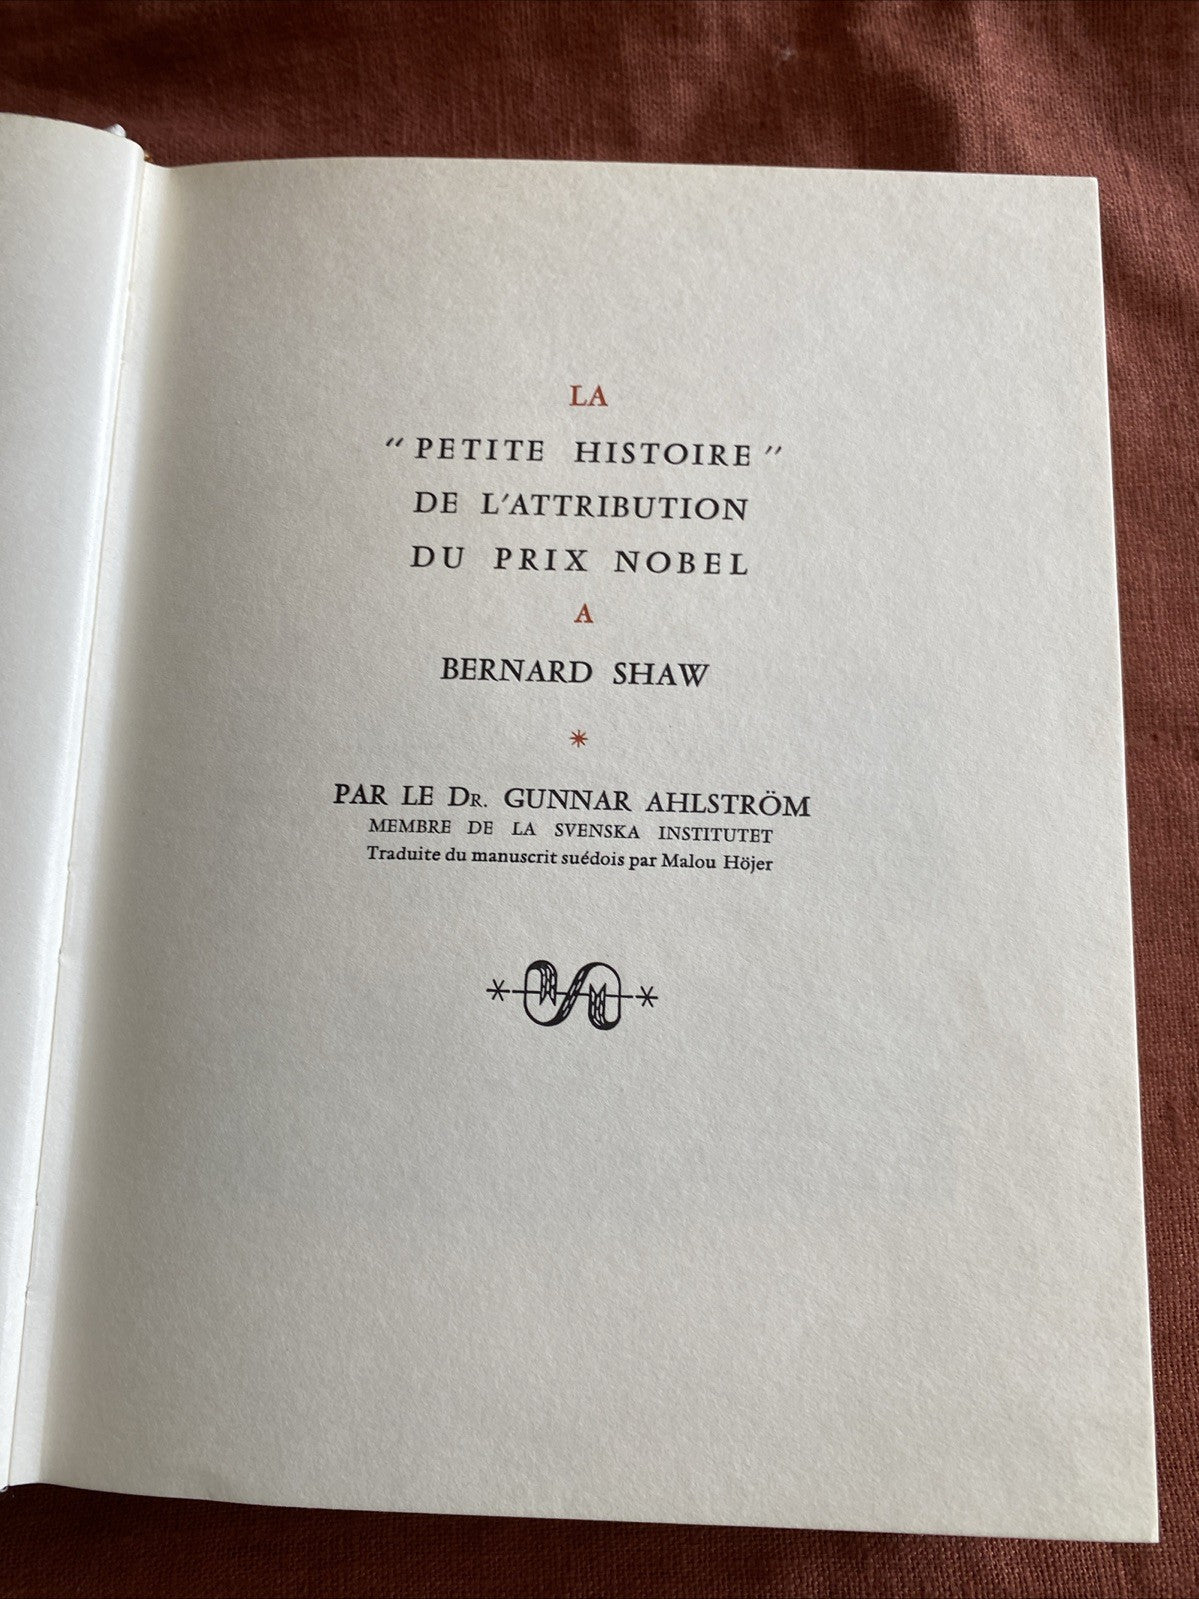 LA
" PETITE HISTOIRE "
DE L'ATTRIBUTION
DU PRIX NOBEL
A
BERNARD SHAW
*
PAR LE DR. GUNNAR AHLSTRÖM
MEMBRE DE LA SVENSKA INSTITUTET
Traduite du manuscrit suédois par Malou Höjer